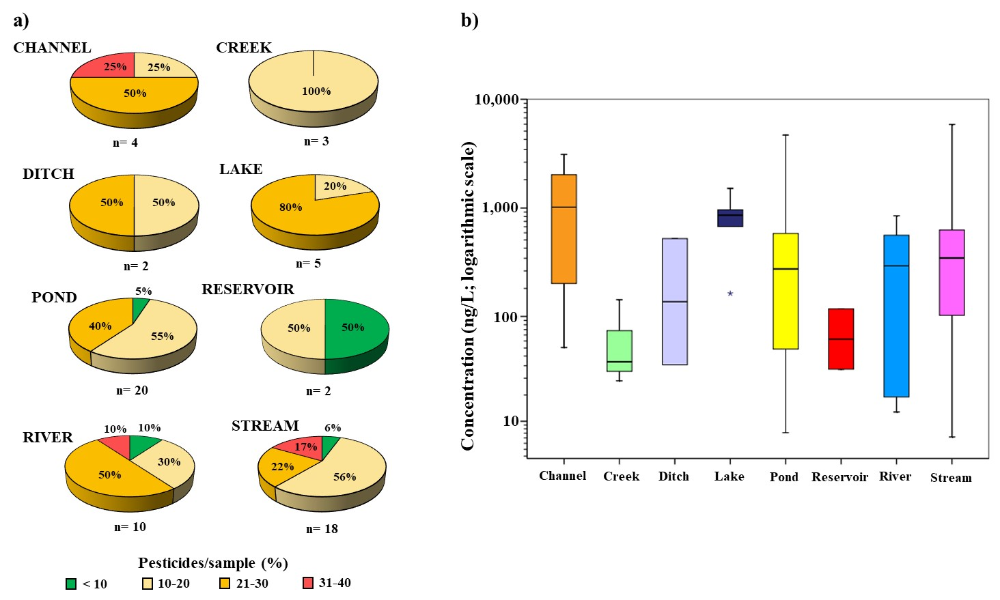 a)
CHANNEL
25%
25%
50%
n= 4
CREEK
100%
n= 3
DITCH
50%
50%
n= 2
LAKE
20%
80%
n= 5
POND
5%
40%
55%
n= 20
RESERVOIR
50%
50%
n= 2
RIVER
10%
10%
30%
50%
n= 10
STREAM
6%
17%
22%
56%
n= 18
Pesticides/sample (%)
< 10
10-20
21-30
31-40
b)
Concentration (ng/L; logarithmic scale)
10,000
1,000
100
10
Channel
Creek
Ditch
Lake
Pond
Reservoir
River
Stream